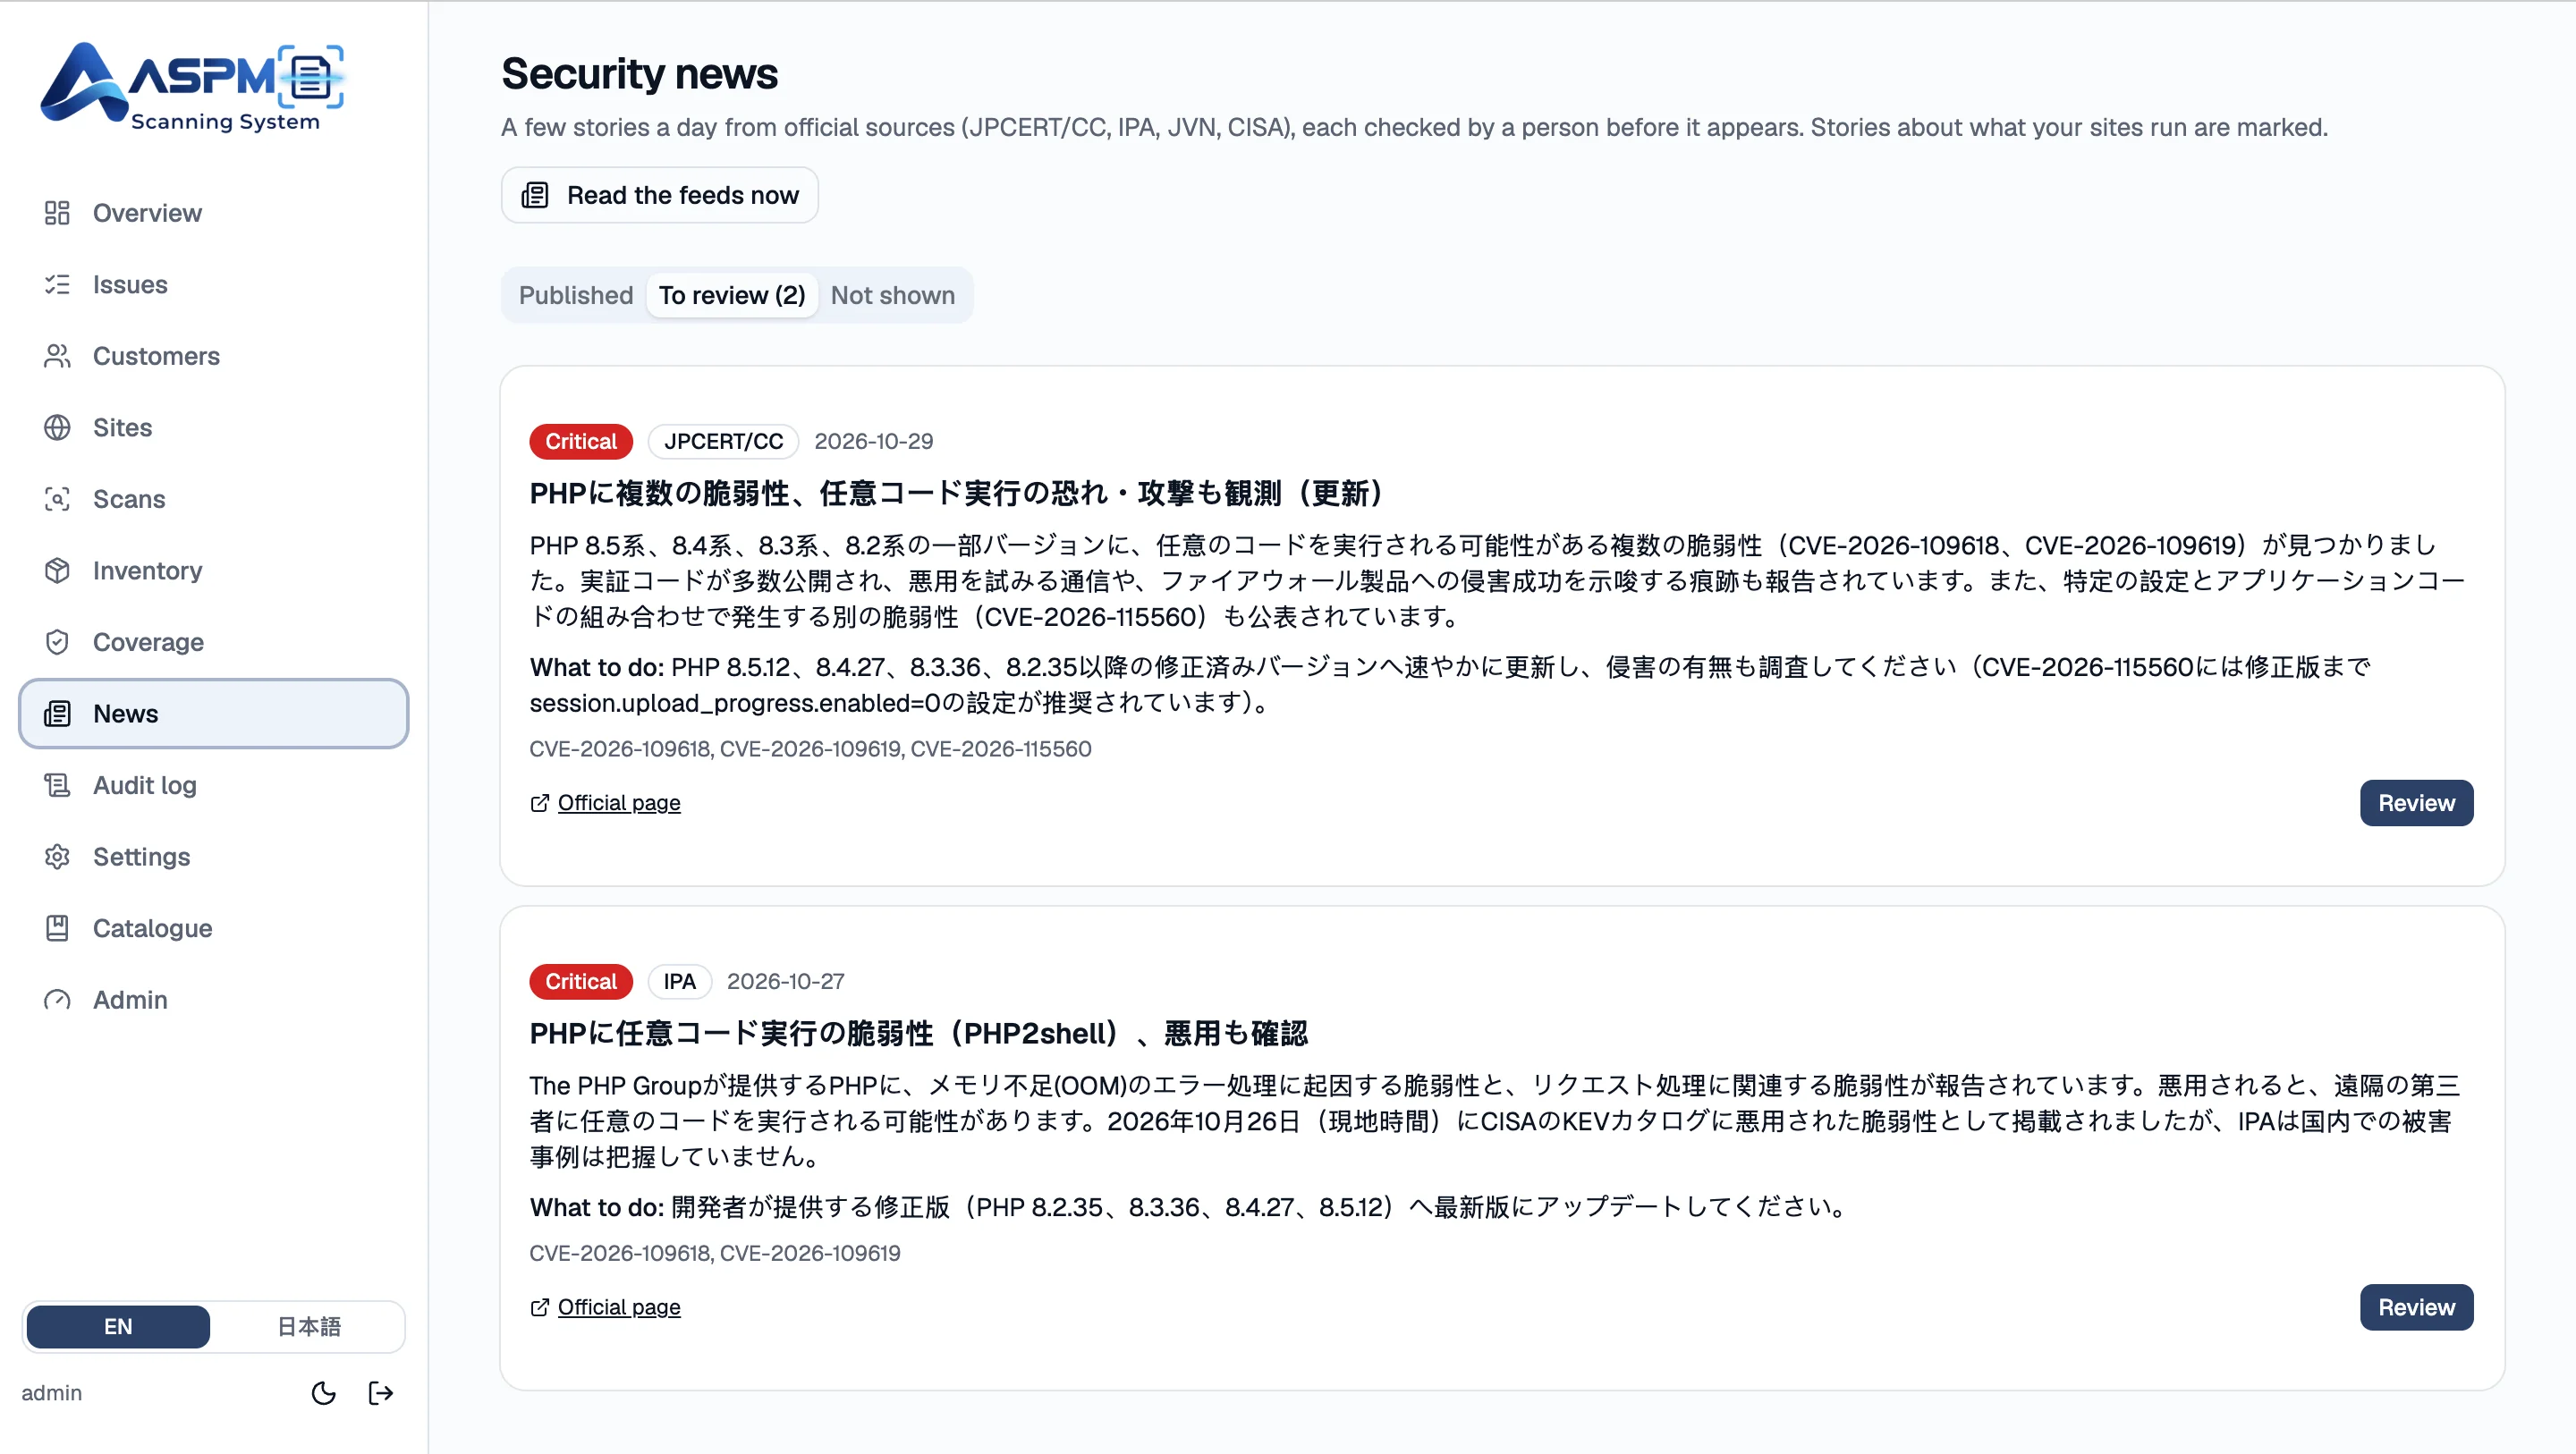 ASPM
Scanning System
Overview
Issues
Customers
Sites
Scans
Inventory
Coverage
News
Audit log
Settings
Catalogue
Admin
EN
日本語
admin
Security news
A few stories a day from official sources (JPCERT/CC, IPA, JVN, CISA), each checked by a person before it appears. Stories about what your sites run are marked.
Read the feeds now
Published
To review (2)
Not shown
Critical
JPCERT/CC
2026-10-29
PHPに複数の脆弱性、任意コード実行の恐れ・攻撃も観測（更新）
PHP 8.5系、8.4系、8.3系、8.2系の一部バージョンに、任意のコードを実行される可能性がある複数の脆弱性（CVE-2026-109618、CVE-2026-109619）が見つかりまし
た。実証コードが多数公開され、悪用を試みる通信や、ファイアウォール製品への侵害成功を示唆する痕跡も報告されています。また、特定の設定とアプリケーションコー
ドの組み合わせで発生する別の脆弱性（CVE-2026-115560）も公表されています。
What to do: PHP 8.5.12、8.4.27、8.3.36、8.2.35以降の修正済みバージョンへ速やかに更新し、侵害の有無も調査してください（CVE-2026-115560には修正版まで
session.upload_progress.enabled=0の設定が推奨されています）。
CVE-2026-109618, CVE-2026-109619, CVE-2026-115560
Official page
Review
Critical
IPA
2026-10-27
PHPに任意コード実行の脆弱性（PHP2shell）、悪用も確認
The PHP Groupが提供するPHPに、メモリ不足(OOM)のエラー処理に起因する脆弱性と、リクエスト処理に関連する脆弱性が報告されています。悪用されると、遠隔の第三
者に任意のコードを実行される可能性があります。2026年10月26日（現地時間）にCISAのKEVカタログに悪用された脆弱性として掲載されましたが、IPAは国内での被害
事例は把握していません。
What to do: 開発者が提供する修正版（PHP 8.2.35、8.3.36、8.4.27、8.5.12）へ最新版にアップデートしてください。
CVE-2026-109618, CVE-2026-109619
Official page
Review